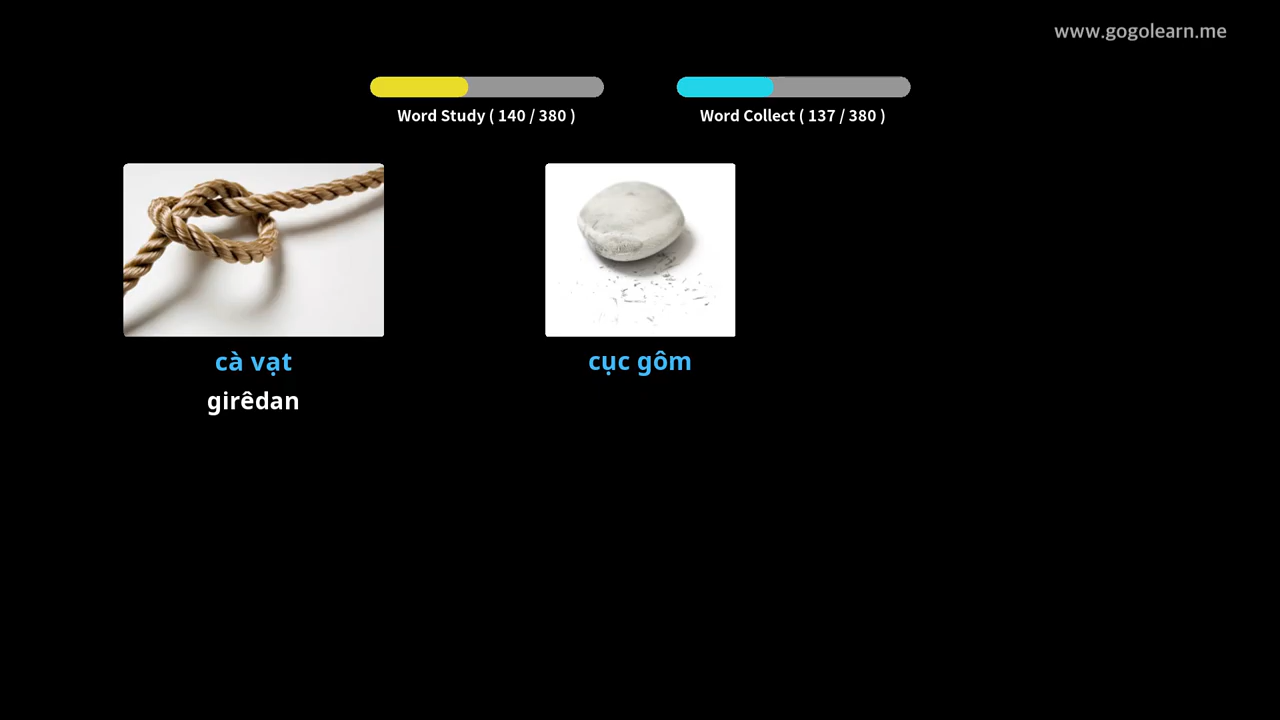 www.gogolearn.me
Word Study ( 140 / 380 )
Word Collect ( 137 / 380 )
cà vạt
girêdan
cục gôm